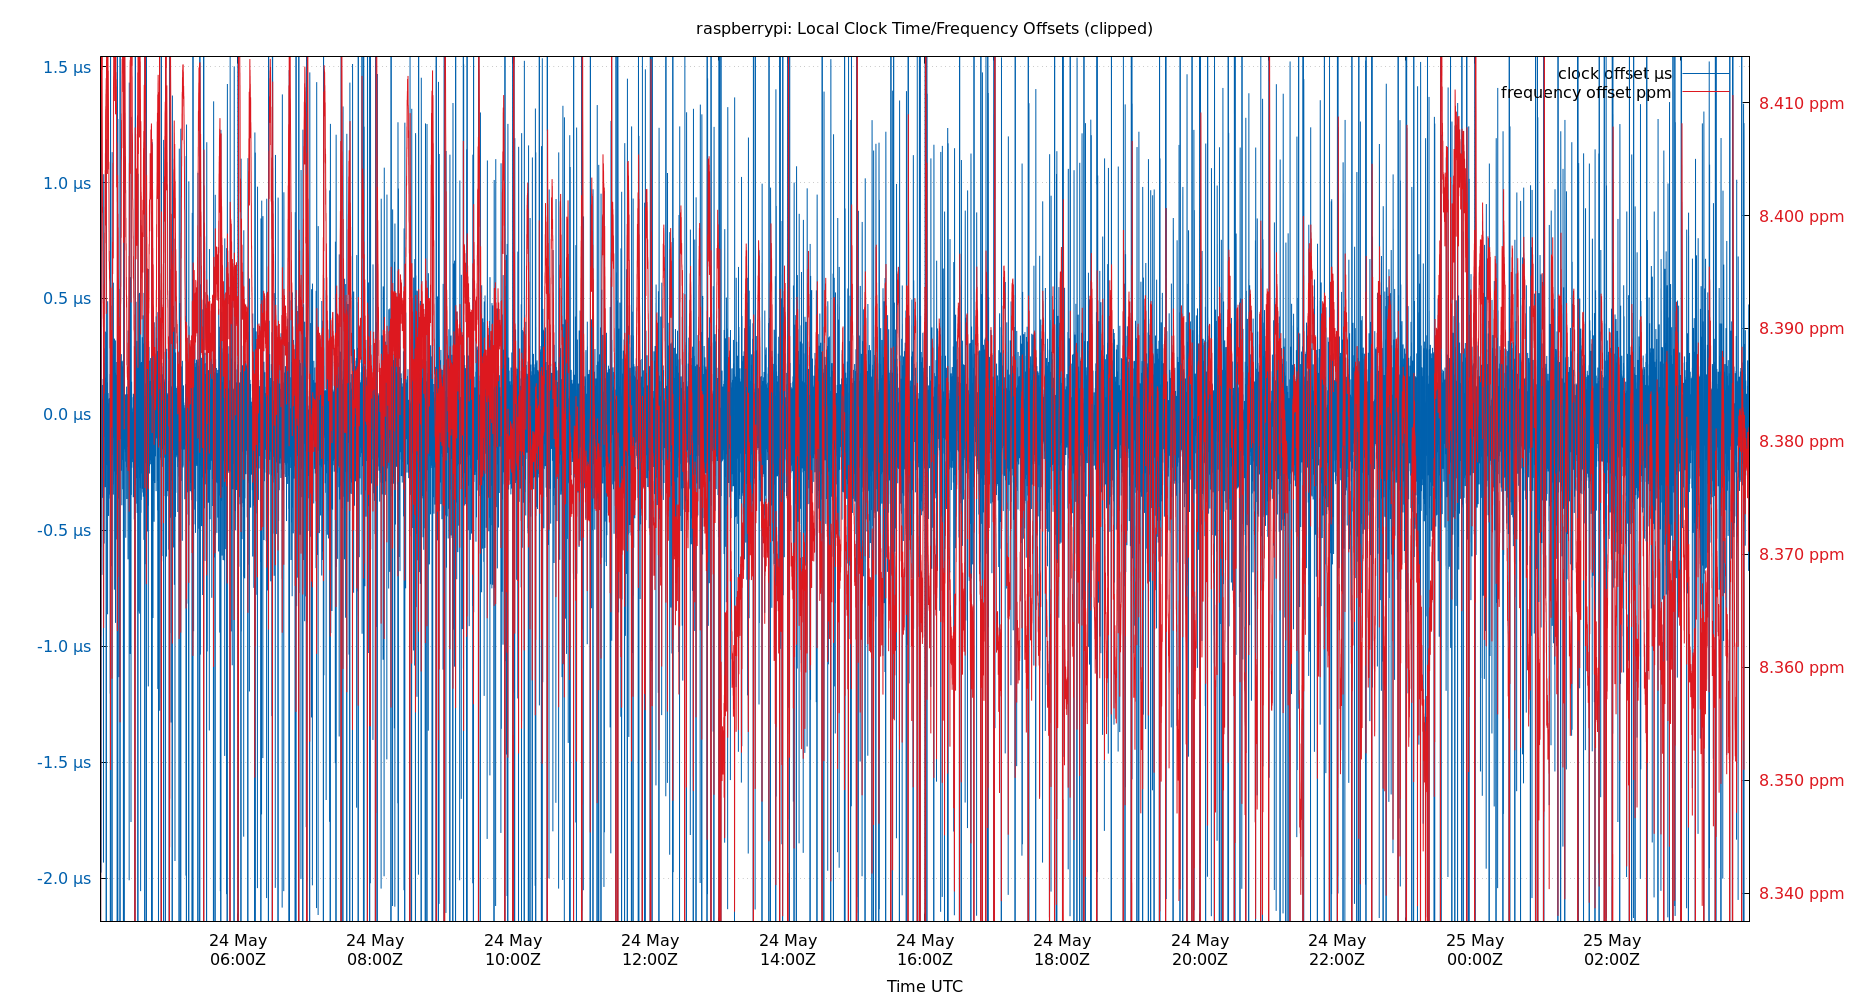 raspberrypi: Local Clock Time/Frequency Offsets (clipped)
clock offset µs
frequency offset ppm
1.5 µs
1.0 µs
0.5 µs
0.0 µs
-0.5 µs
-1.0 µs
-1.5 µs
-2.0 µs
8.410 ppm
8.400 ppm
8.390 ppm
8.380 ppm
8.370 ppm
8.360 ppm
8.350 ppm
8.340 ppm
24 May 24 May 24 May 24 May 24 May 24 May 24 May 24 May 24 May 25 May 25 May
06:00Z 08:00Z 10:00Z 12:00Z 14:00Z 16:00Z 18:00Z 20:00Z 22:00Z 00:00Z 02:00Z
Time UTC